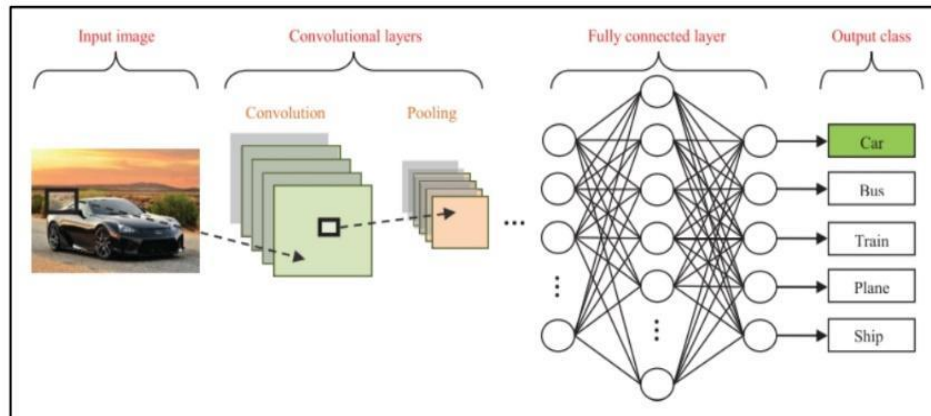 Input image
Convolutional layers
Fully connected layer
Output class
Convolution
Pooling
Car
Bus
Train
Plane
Ship